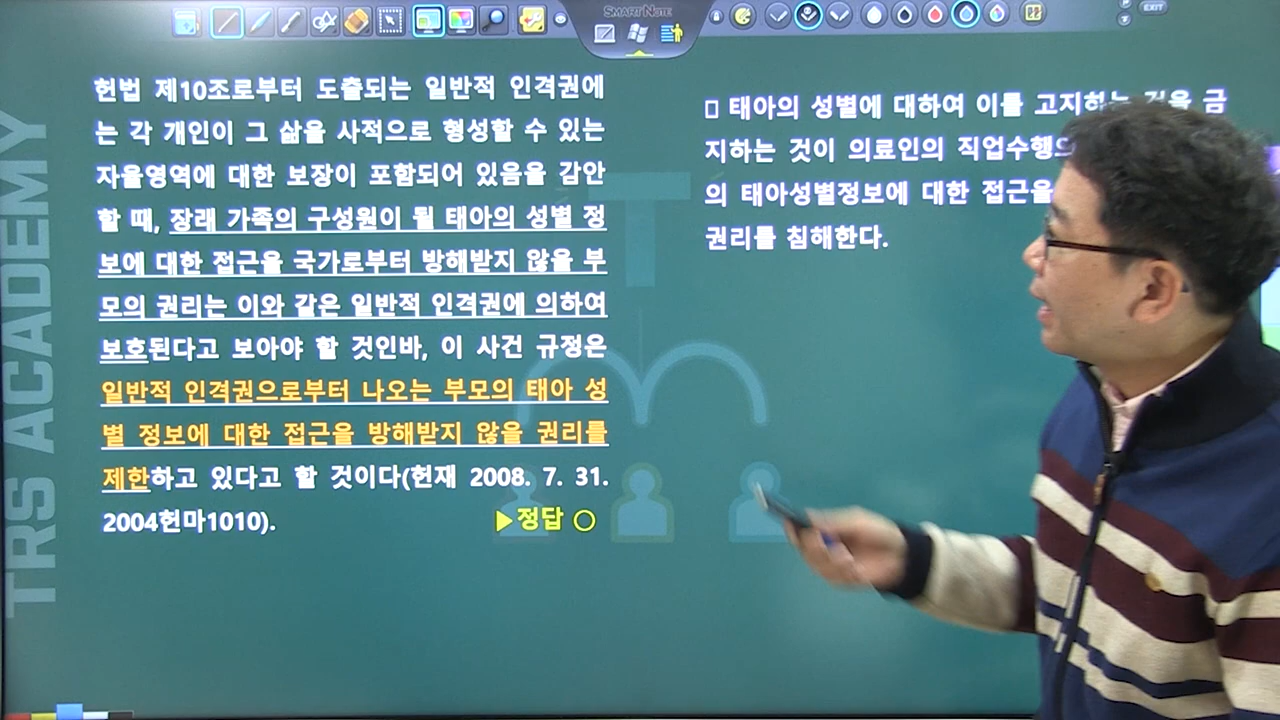 SMART NOTE
EXIT
TRS ACADEMY
헌법 제10조로부터 도출되는 일반적 인격권에
는 각 개인이 그 삶을 사적으로 형성할 수 있는
자율영역에 대한 보장이 포함되어 있음을 감안
할 때, 장래 가족의 구성원이 될 태아의 성별 정
보에 대한 접근을 국가로부터 방해받지 않을 부
모의 권리는 이와 같은 일반적 인격권에 의하여
보호된다고 보아야 할 것인바, 이 사건 규정은
일반적 인격권으로부터 나오는 부모의 태아 성
별 정보에 대한 접근을 방해받지 않을 권리를
제한하고 있다고 할 것이다(헌재 2008. 7. 31.
2004헌마1010).
▶정답 ○
▯ 태아의 성별에 대하여 이를 고지하는 것을 금
지하는 것이 의료인의 직업수행
의 태아성별정보에 대한 접근을
권리를 침해한다.